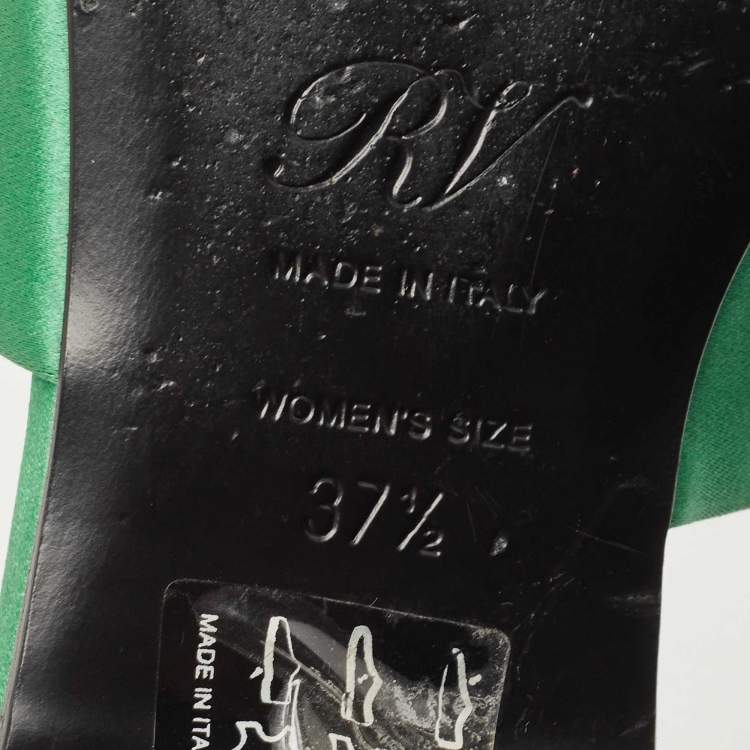 RV
MADE IN ITALY
WOMEN'S SIZE
37½
MADE IN ITA